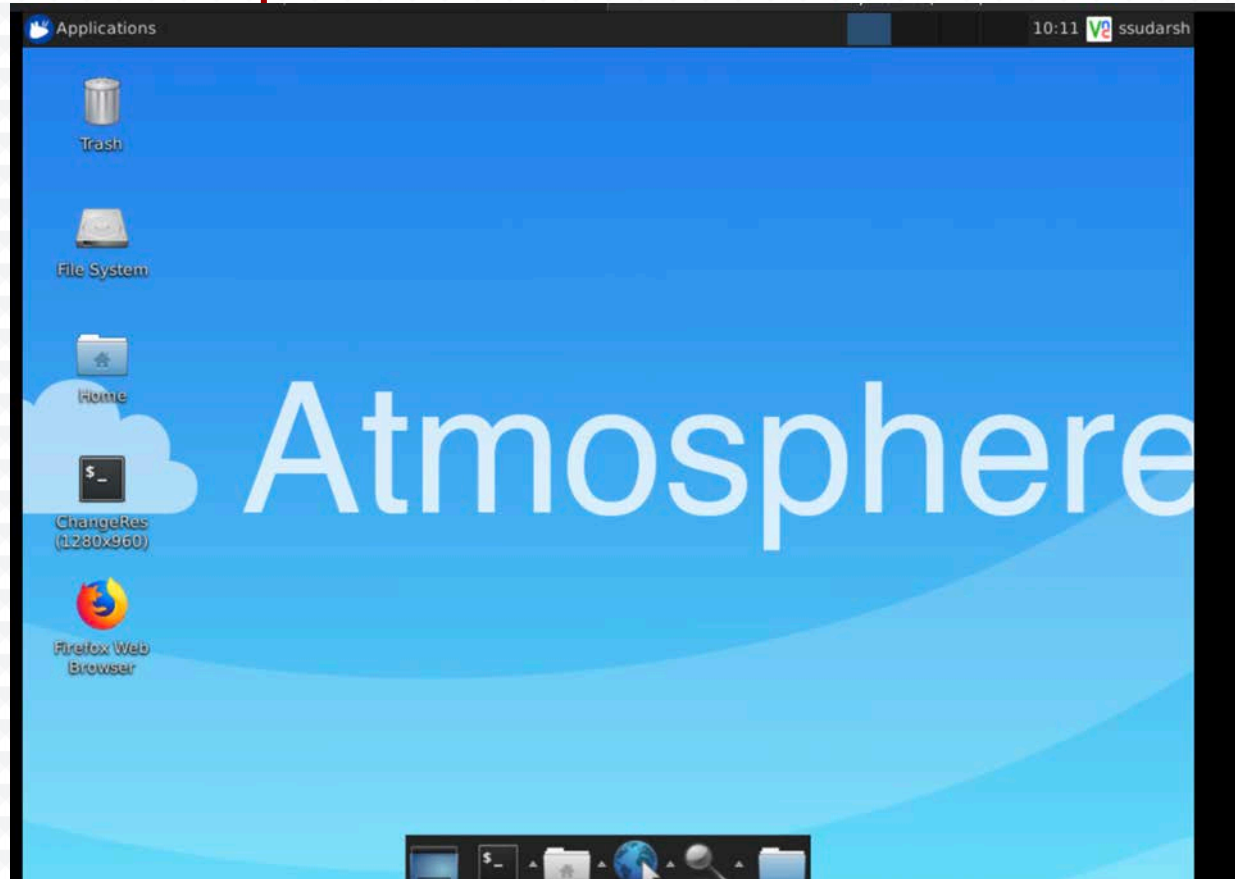 Applications
10:11 ssudarsh
Trash
File System
Home
Atmosphere
$_
ChangeRes
(1280x960)
Firefox Web
Browser
$_